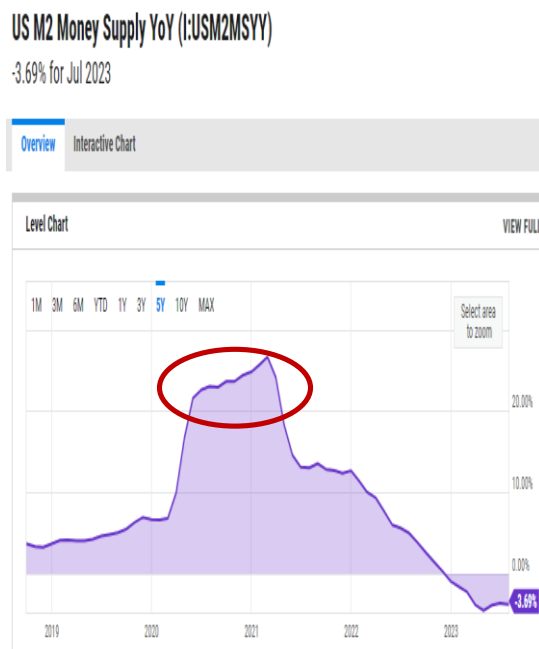 US M2 Money Supply YoY (I:USM2MSYY)
-3.69% for Jul 2023
Overview Interactive Chart
Level Chart VIEW FULL
1M 3M 6M YTD 1Y 3Y 5Y 10Y MAX
Select area
to zoom
20.00%
10.00%
0.00%
-3.69%
2019 2020 2021 2022 2023